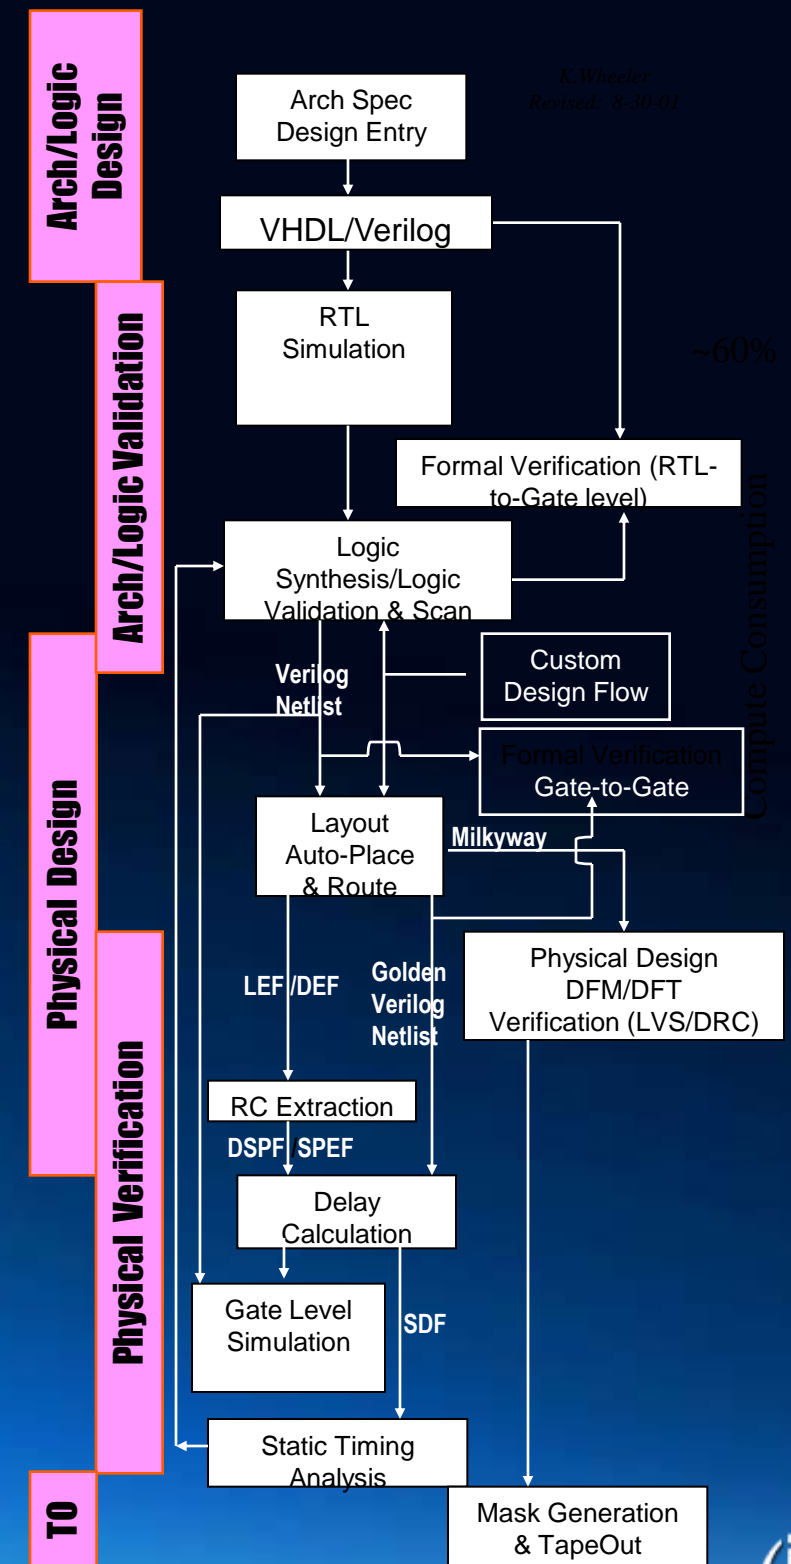 Arch/Logic
Design
K.Wheeler
Revised: 8-30-01
Arch Spec
Design Entry
VHDL/Verilog
RTL
Simulation
Arch/Logic Validation
~60%
Formal Verification (RTL-
to-Gate level)
Compute Consumption
Logic
Synthesis/Logic
Validation & Scan
Verilog
Netlist
Custom
Design Flow
Formal Verification
Gate-to-Gate
Physical Design
Layout
Auto-Place
& Route
Milkyway
LEF /DEF
Golden
Verilog
Netlist
Physical Design
DFM/DFT
Verification (LVS/DRC)
Physical Verification
RC Extraction
DSPF /SPEF
Delay
Calculation
Gate Level
Simulation
SDF
Static Timing
Analysis
TO
Mask Generation
& TapeOut